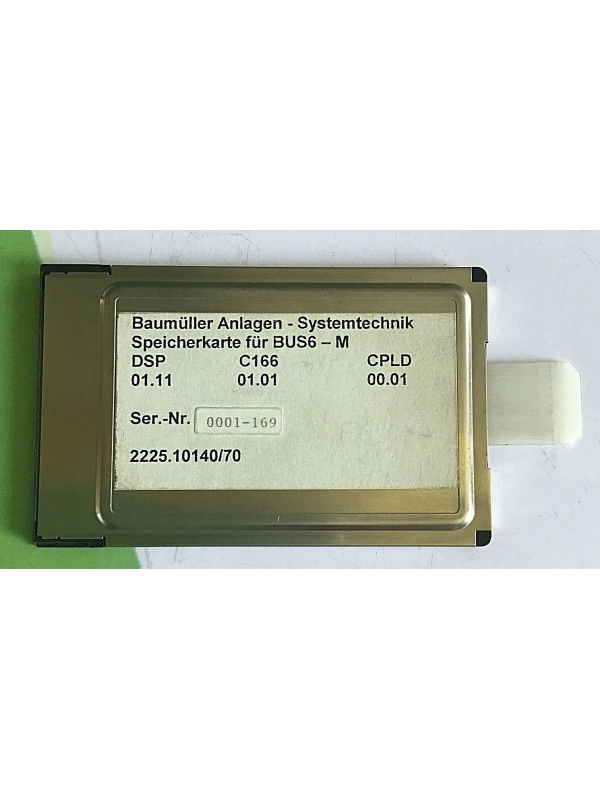 Baumüller Anlagen - Systemtechnik
Speicherkarte für BUS6 – M
DSP C166 CPLD
01.11 01.01 00.01
Ser.-Nr. 0001-169
2225.10140/70